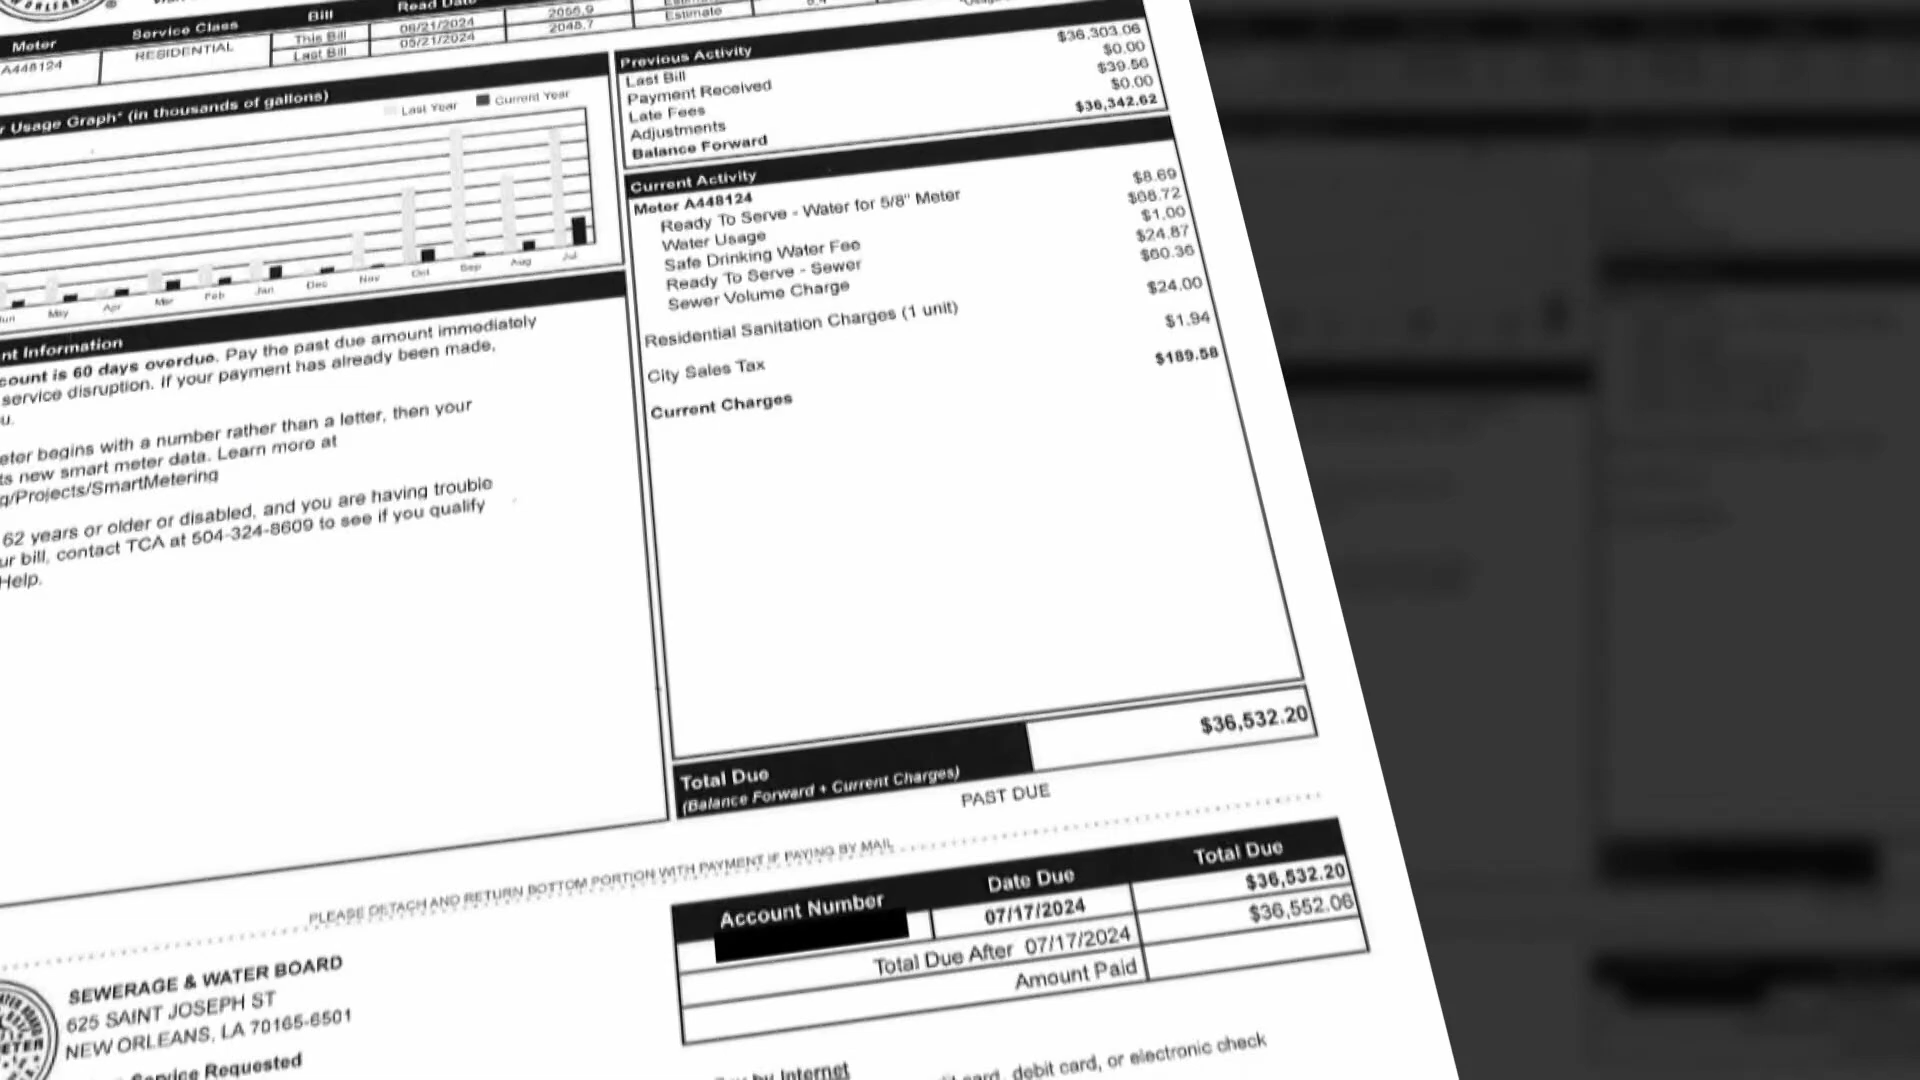 ORLEANS
Meter Service Class Bill Read Date
A448124 RESIDENTIAL This Bill 06/21/2024 2056.9 Estimate
Last Bill 05/21/2024 2048.7 Estimate
Usage Graph* (in thousands of gallons)
Last Year Current Year
Jun May Apr Mar Feb Jan Dec Nov Oct Sep Aug Jul
Previous Activity
Last Bill $36,303.06
Payment Received $0.00
Late Fees $39.56
Adjustments $0.00
Balance Forward $36,342.62
Current Activity
Meter A448124
Ready To Serve - Water for 5/8" Meter $8.69
Water Usage $68.72
Safe Drinking Water Fee $1.00
Ready To Serve - Sewer $24.87
Sewer Volume Charge $60.36
Residential Sanitation Charges (1 unit) $24.00
City Sales Tax $1.94
Current Charges $189.58
nt Information
count is 60 days overdue. Pay the past due amount immediately
service disruption. If your payment has already been made,
u.
eter begins with a number rather than a letter, then your
ts new smart meter data. Learn more at
g/Projects/SmartMetering
62 years or older or disabled, and you are having trouble
ur bill, contact TCA at 504-324-8609 to see if you qualify
Help.
Total Due $36,532.20
(Balance Forward + Current Charges)
PAST DUE
PLEASE DETACH AND RETURN BOTTOM PORTION WITH PAYMENT IF PAYING BY MAIL
Account Number Date Due Total Due
07/17/2024 $36,532.20
Total Due After 07/17/2024 $36,552.06
Amount Paid
SEWERAGE & WATER BOARD
625 SAINT JOSEPH ST
NEW ORLEANS, LA 70165-6501
Service Requested
by Internet
card, debit card, or electronic check